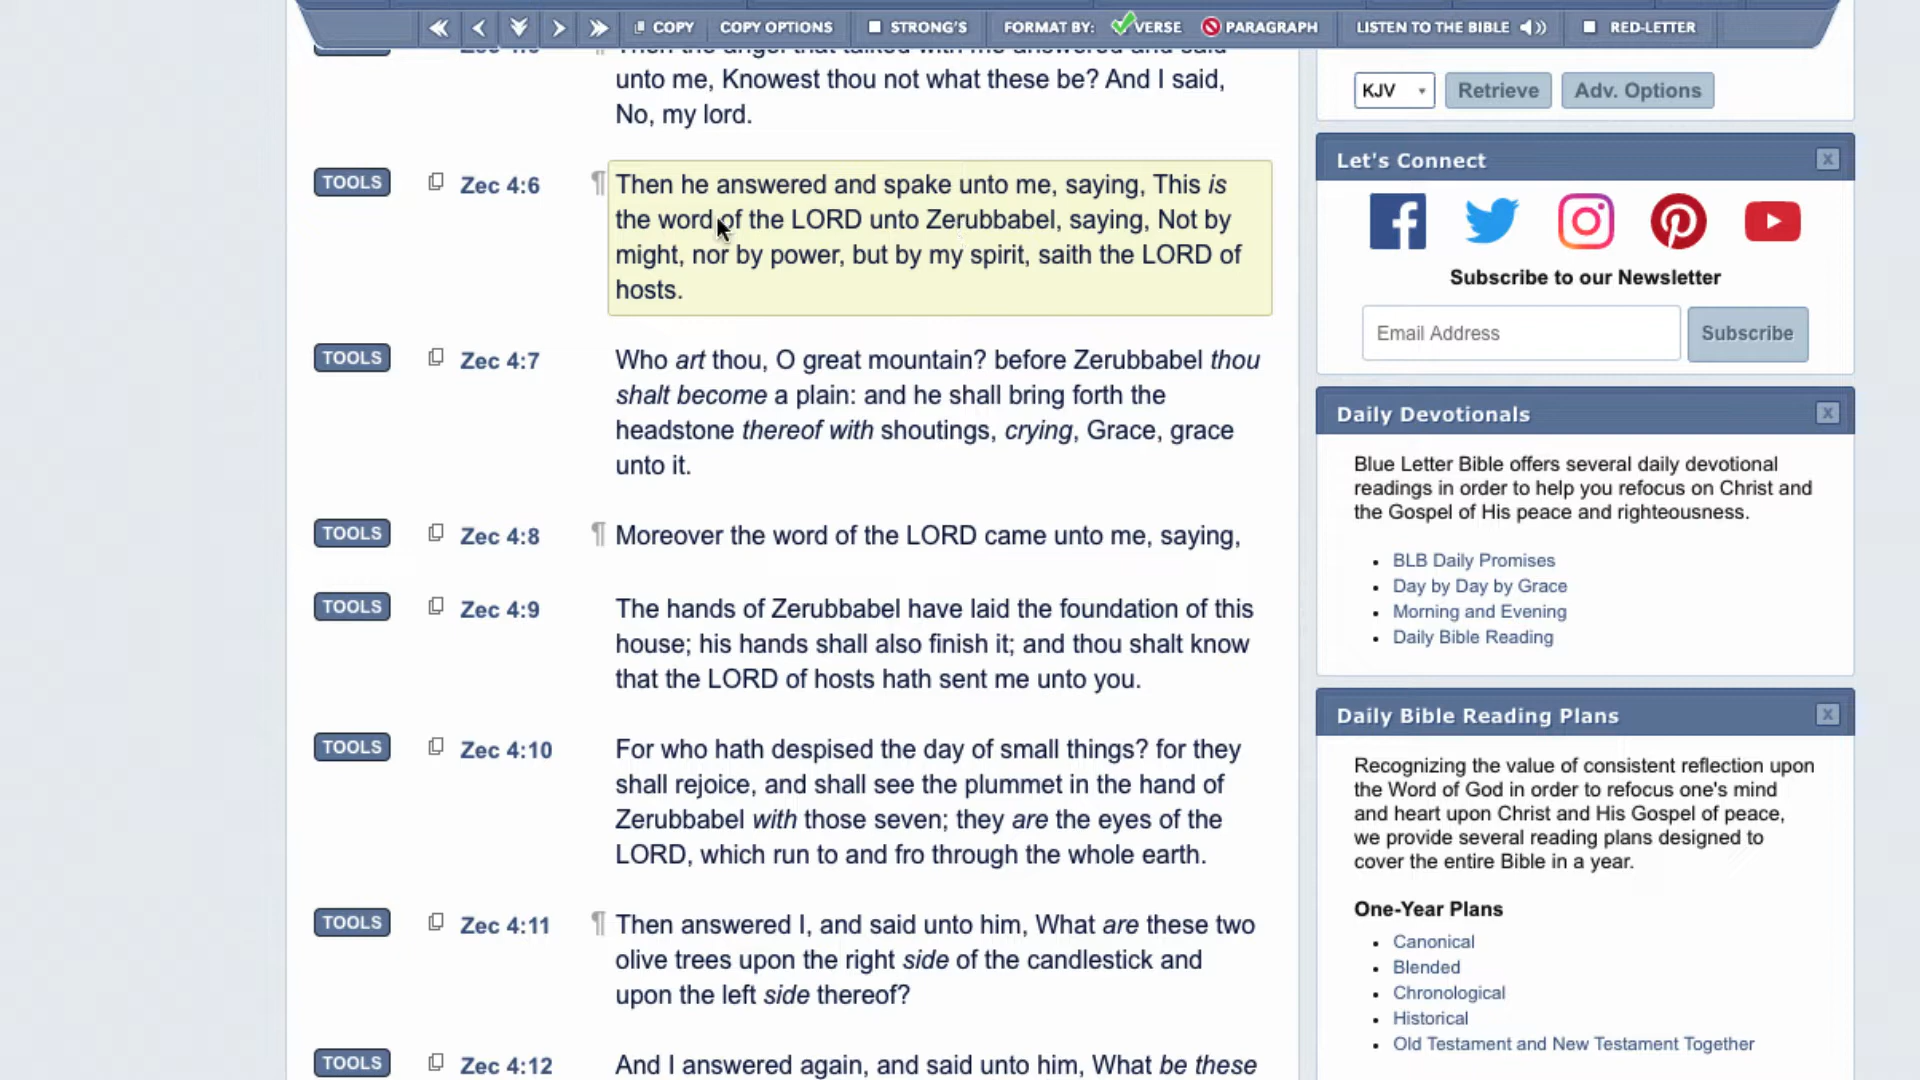 COPY COPY OPTIONS STRONG'S FORMAT BY: VERSE PARAGRAPH LISTEN TO THE BIBLE RED-LETTER
Then the angel that talked with me answered and said
unto me, Knowest thou not what these be? And I said,
No, my lord.
TOOLS Zec 4:6 ¶ Then he answered and spake unto me, saying, This is
the word of the LORD unto Zerubbabel, saying, Not by
might, nor by power, but by my spirit, saith the LORD of
hosts.
TOOLS Zec 4:7 Who art thou, O great mountain? before Zerubbabel thou
shalt become a plain: and he shall bring forth the
headstone thereof with shoutings, crying, Grace, grace
unto it.
TOOLS Zec 4:8 ¶ Moreover the word of the LORD came unto me, saying,
TOOLS Zec 4:9 The hands of Zerubbabel have laid the foundation of this
house; his hands shall also finish it; and thou shalt know
that the LORD of hosts hath sent me unto you.
TOOLS Zec 4:10 For who hath despised the day of small things? for they
shall rejoice, and shall see the plummet in the hand of
Zerubbabel with those seven; they are the eyes of the
LORD, which run to and fro through the whole earth.
TOOLS Zec 4:11 ¶ Then answered I, and said unto him, What are these two
olive trees upon the right side of the candlestick and
upon the left side thereof?
TOOLS Zec 4:12 And I answered again, and said unto him, What be these
KJV Retrieve Adv. Options
Let's Connect X
Subscribe to our Newsletter
Email Address Subscribe
Daily Devotionals X
Blue Letter Bible offers several daily devotional
readings in order to help you refocus on Christ and
the Gospel of His peace and righteousness.
• BLB Daily Promises
• Day by Day by Grace
• Morning and Evening
• Daily Bible Reading
Daily Bible Reading Plans X
Recognizing the value of consistent reflection upon
the Word of God in order to refocus one's mind
and heart upon Christ and His Gospel of peace,
we provide several reading plans designed to
cover the entire Bible in a year.
One-Year Plans
• Canonical
• Blended
• Chronological
• Historical
• Old Testament and New Testament Together